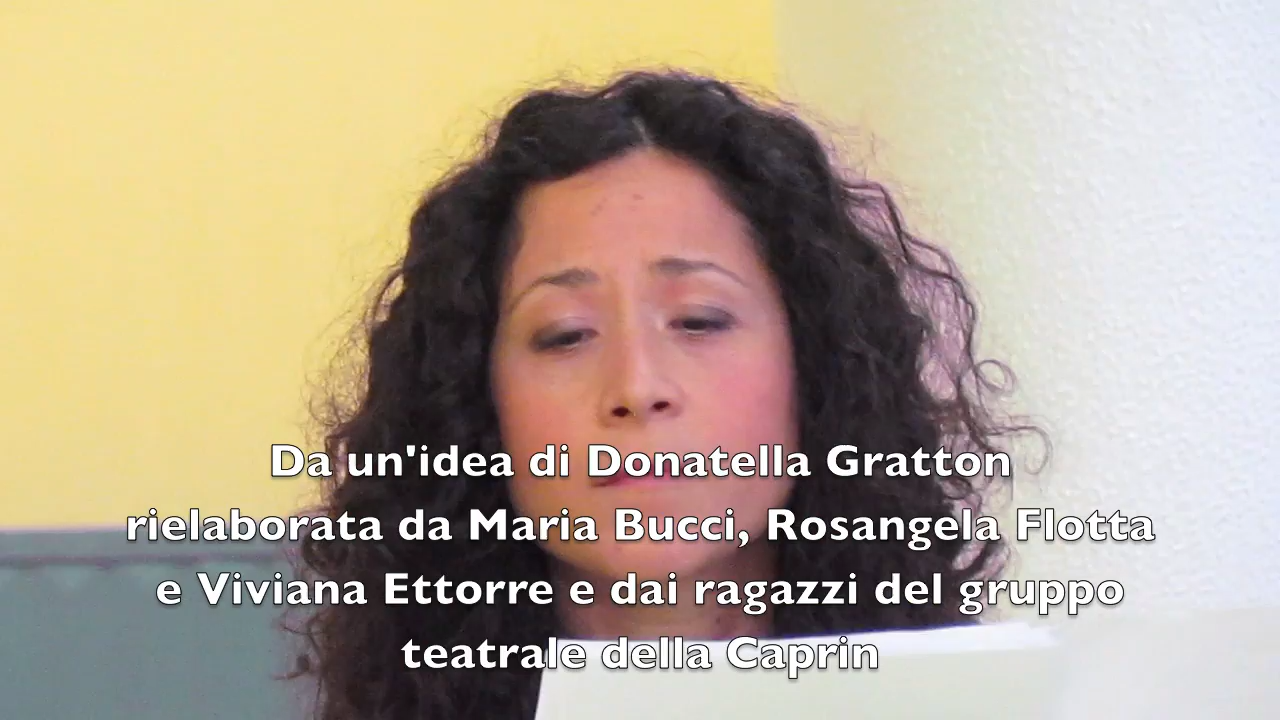 Da un'idea di Donatella Gratton
rielaborata da Maria Bucci, Rosangela Flotta
e Viviana Ettorre e dai ragazzi del gruppo
teatrale della Caprin